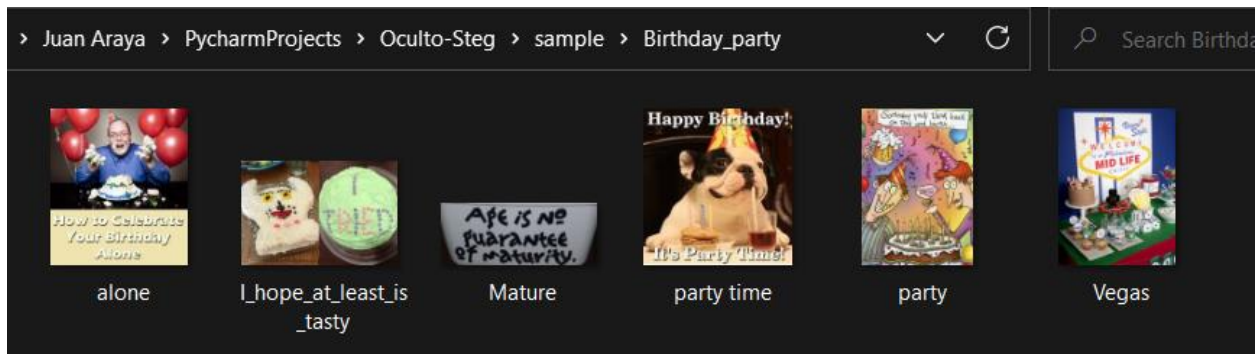 > Juan Araya > PycharmProjects > Oculto-Steg > sample > Birthday_party
Search Birthda
How to Celebrate
Your Birthday
Alone
I
TRIED
AGE IS NO
guarantee
of maturity.
Happy Birthday!
It's Party Time!
WELCOME
MID LIFE
alone
I_hope_at_least_is
_tasty
Mature
party time
party
Vegas